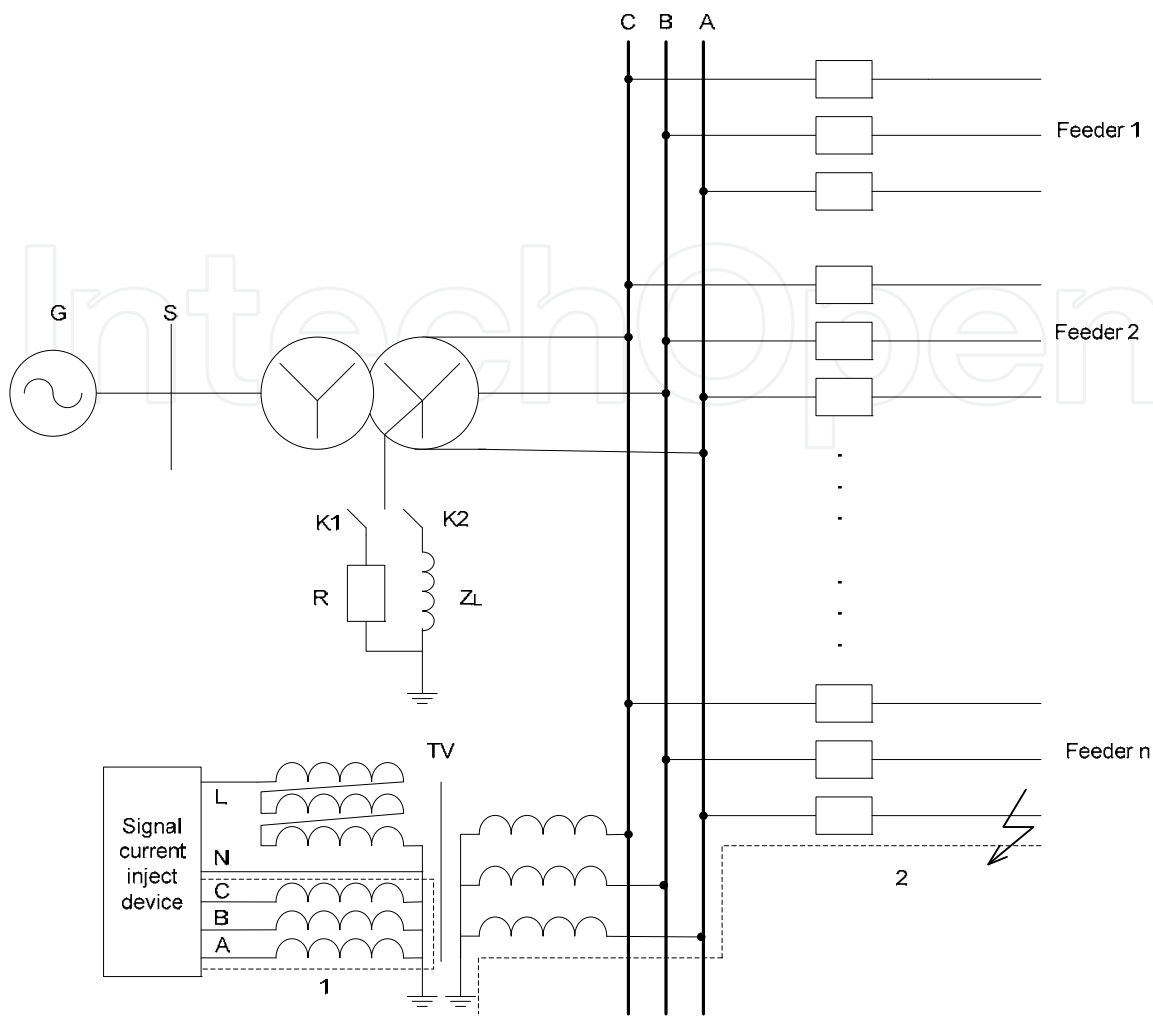 C B A
Feeder 1
IntechOpen
G S
Feeder 2
K1 K2
R ZL
TV
Feeder n
Signal
current
inject
device
L
N
C
B
A
1
2